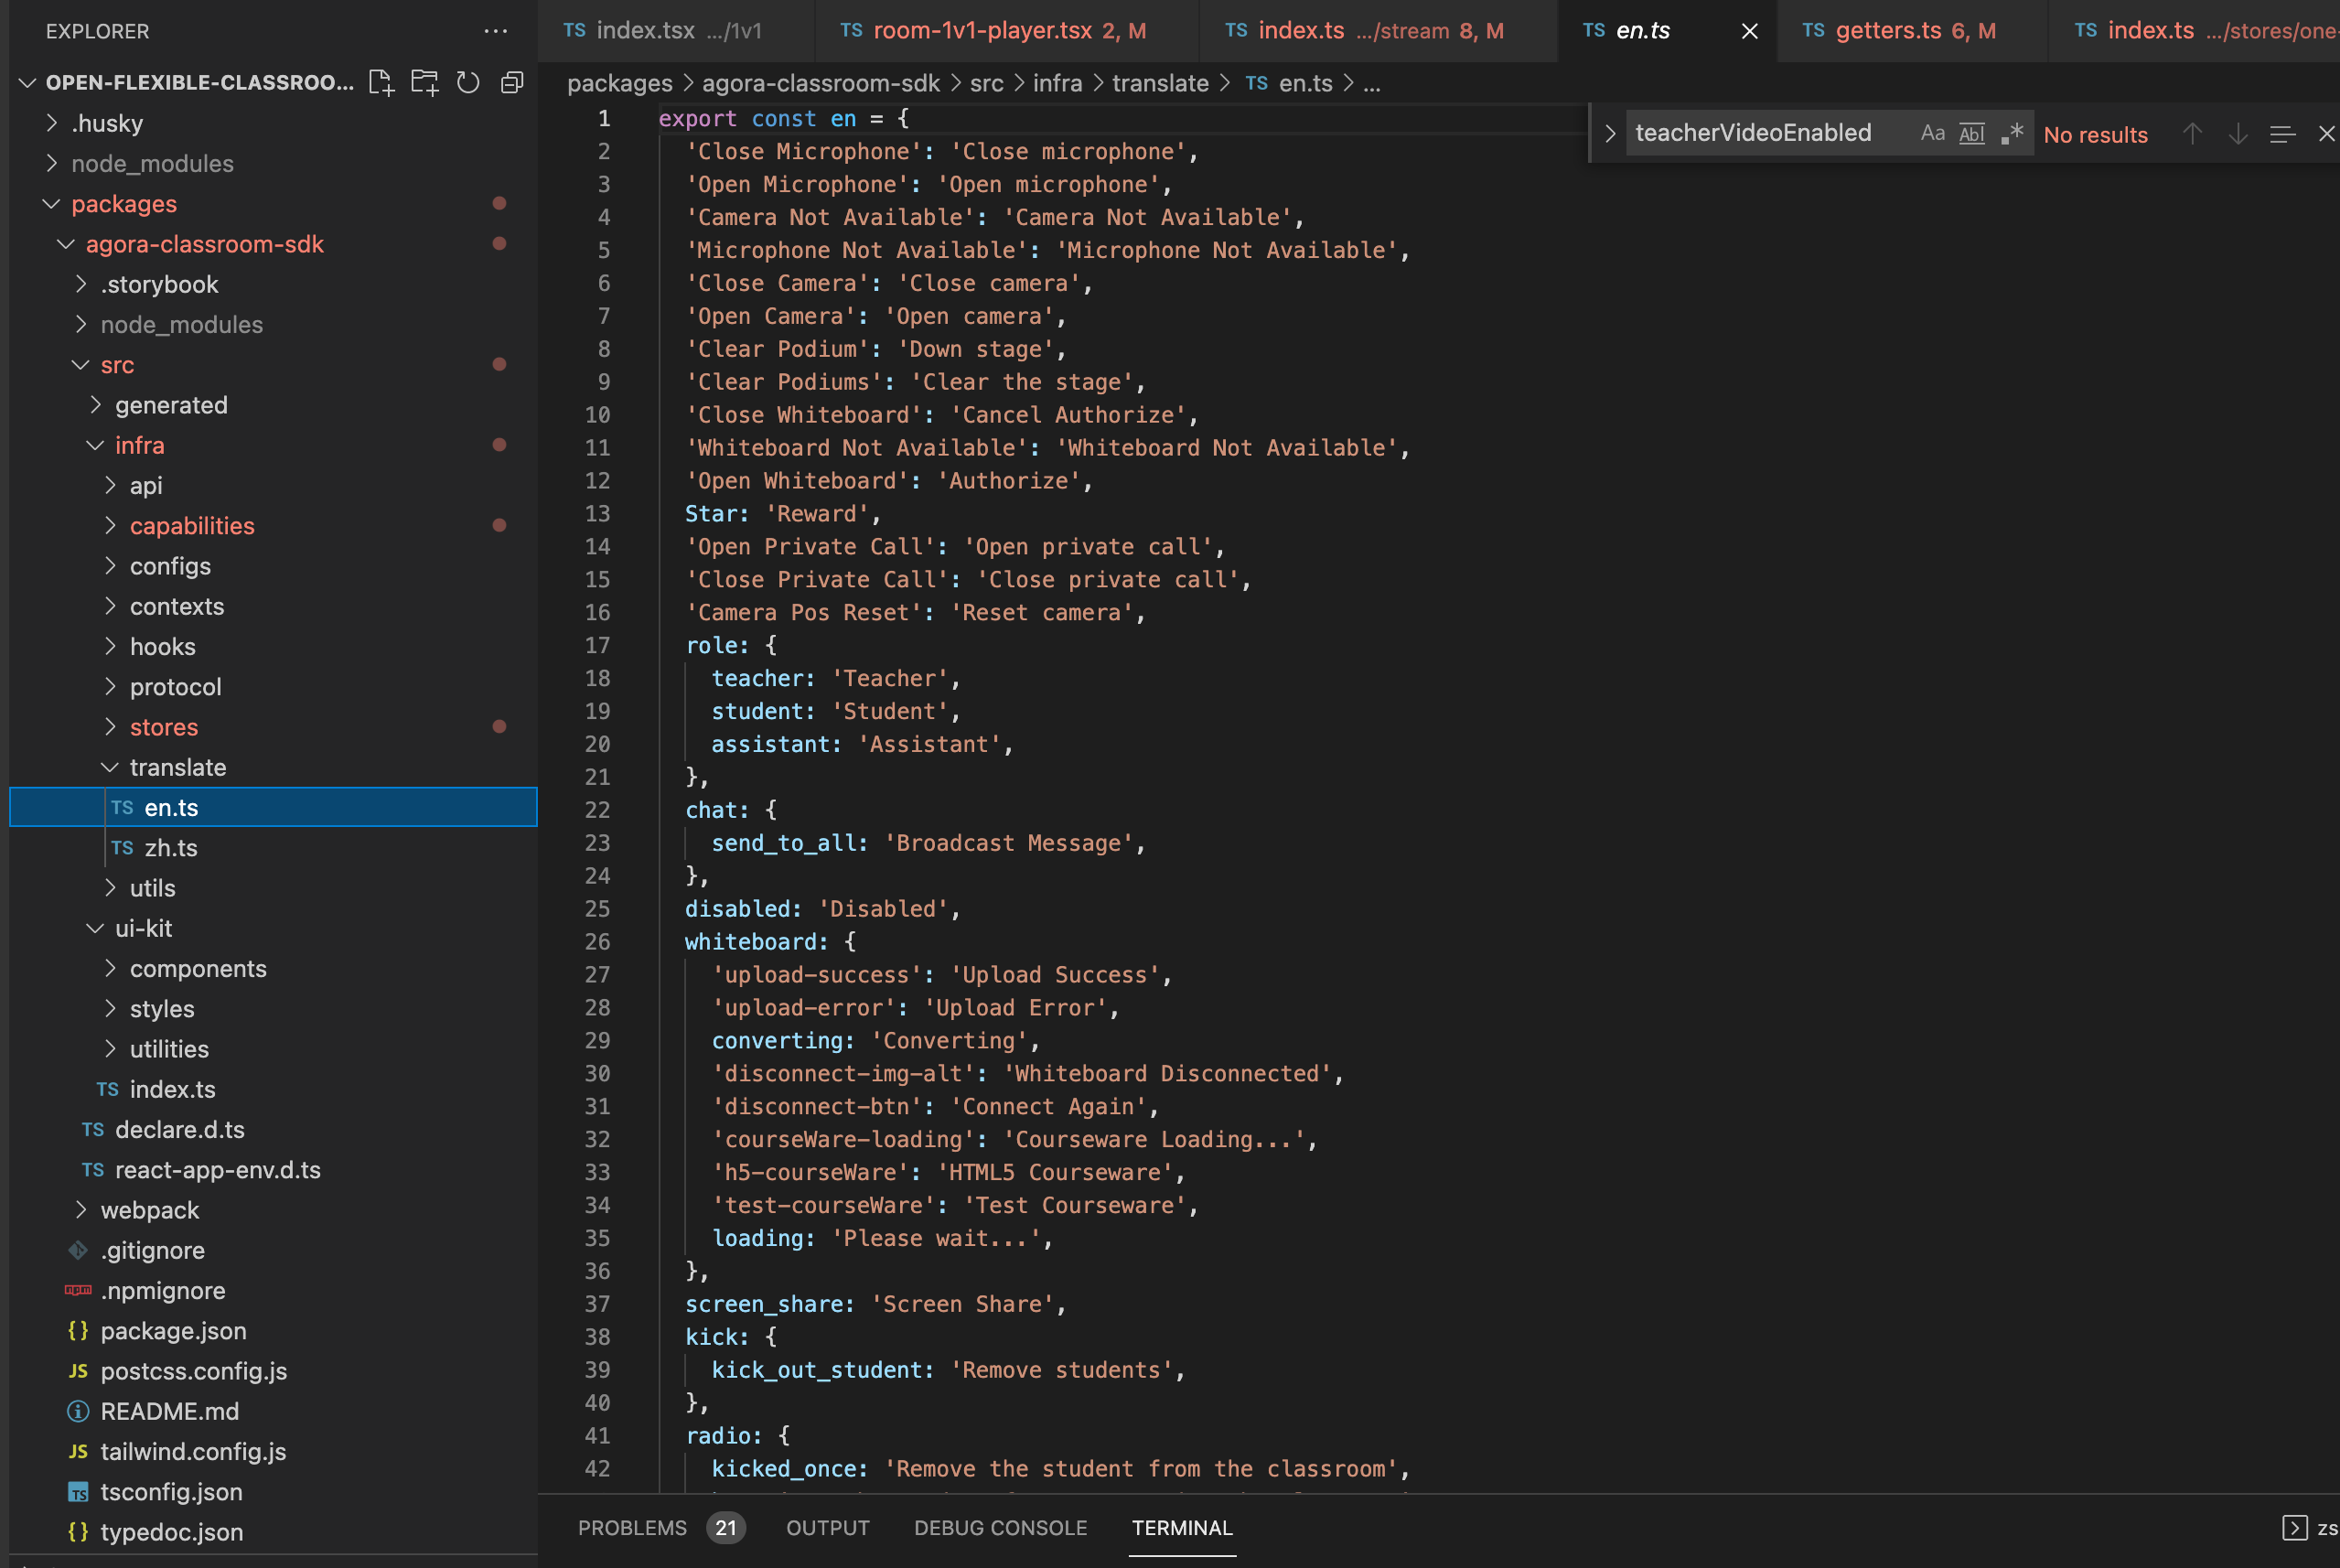 EXPLORER
OPEN-FLEXIBLE-CLASSROO...
.husky
node_modules
packages
agora-classroom-sdk
.storybook
node_modules
src
generated
infra
api
capabilities
configs
contexts
hooks
protocol
stores
translate
TS en.ts
TS zh.ts
utils
ui-kit
components
styles
utilities
TS index.ts
TS declare.d.ts
TS react-app-env.d.ts
webpack
.gitignore
.npmignore
{} package.json
JS postcss.config.js
README.md
JS tailwind.config.js
TS tsconfig.json
{} typedoc.json
TS index.tsx .../1v1
TS room-1v1-player.tsx 2, M
TS index.ts .../stream 8, M
TS en.ts
TS getters.ts 6, M
TS index.ts .../stores/one-
packages > agora-classroom-sdk > src > infra > translate > TS en.ts > ...
teacherVideoEnabled Aa Abl .* No results
1 export const en = {
2 'Close Microphone': 'Close microphone',
3 'Open Microphone': 'Open microphone',
4 'Camera Not Available': 'Camera Not Available',
5 'Microphone Not Available': 'Microphone Not Available',
6 'Close Camera': 'Close camera',
7 'Open Camera': 'Open camera',
8 'Clear Podium': 'Down stage',
9 'Clear Podiums': 'Clear the stage',
10 'Close Whiteboard': 'Cancel Authorize',
11 'Whiteboard Not Available': 'Whiteboard Not Available',
12 'Open Whiteboard': 'Authorize',
13 Star: 'Reward',
14 'Open Private Call': 'Open private call',
15 'Close Private Call': 'Close private call',
16 'Camera Pos Reset': 'Reset camera',
17 role: {
18 teacher: 'Teacher',
19 student: 'Student',
20 assistant: 'Assistant',
21 },
22 chat: {
23 send_to_all: 'Broadcast Message',
24 },
25 disabled: 'Disabled',
26 whiteboard: {
27 'upload-success': 'Upload Success',
28 'upload-error': 'Upload Error',
29 converting: 'Converting',
30 'disconnect-img-alt': 'Whiteboard Disconnected',
31 'disconnect-btn': 'Connect Again',
32 'courseWare-loading': 'Courseware Loading...',
33 'h5-courseWare': 'HTML5 Courseware',
34 'test-courseWare': 'Test Courseware',
35 loading: 'Please wait...',
36 },
37 screen_share: 'Screen Share',
38 kick: {
39 kick_out_student: 'Remove students',
40 },
41 radio: {
42 kicked_once: 'Remove the student from the classroom',
PROBLEMS 21 OUTPUT DEBUG CONSOLE TERMINAL zs